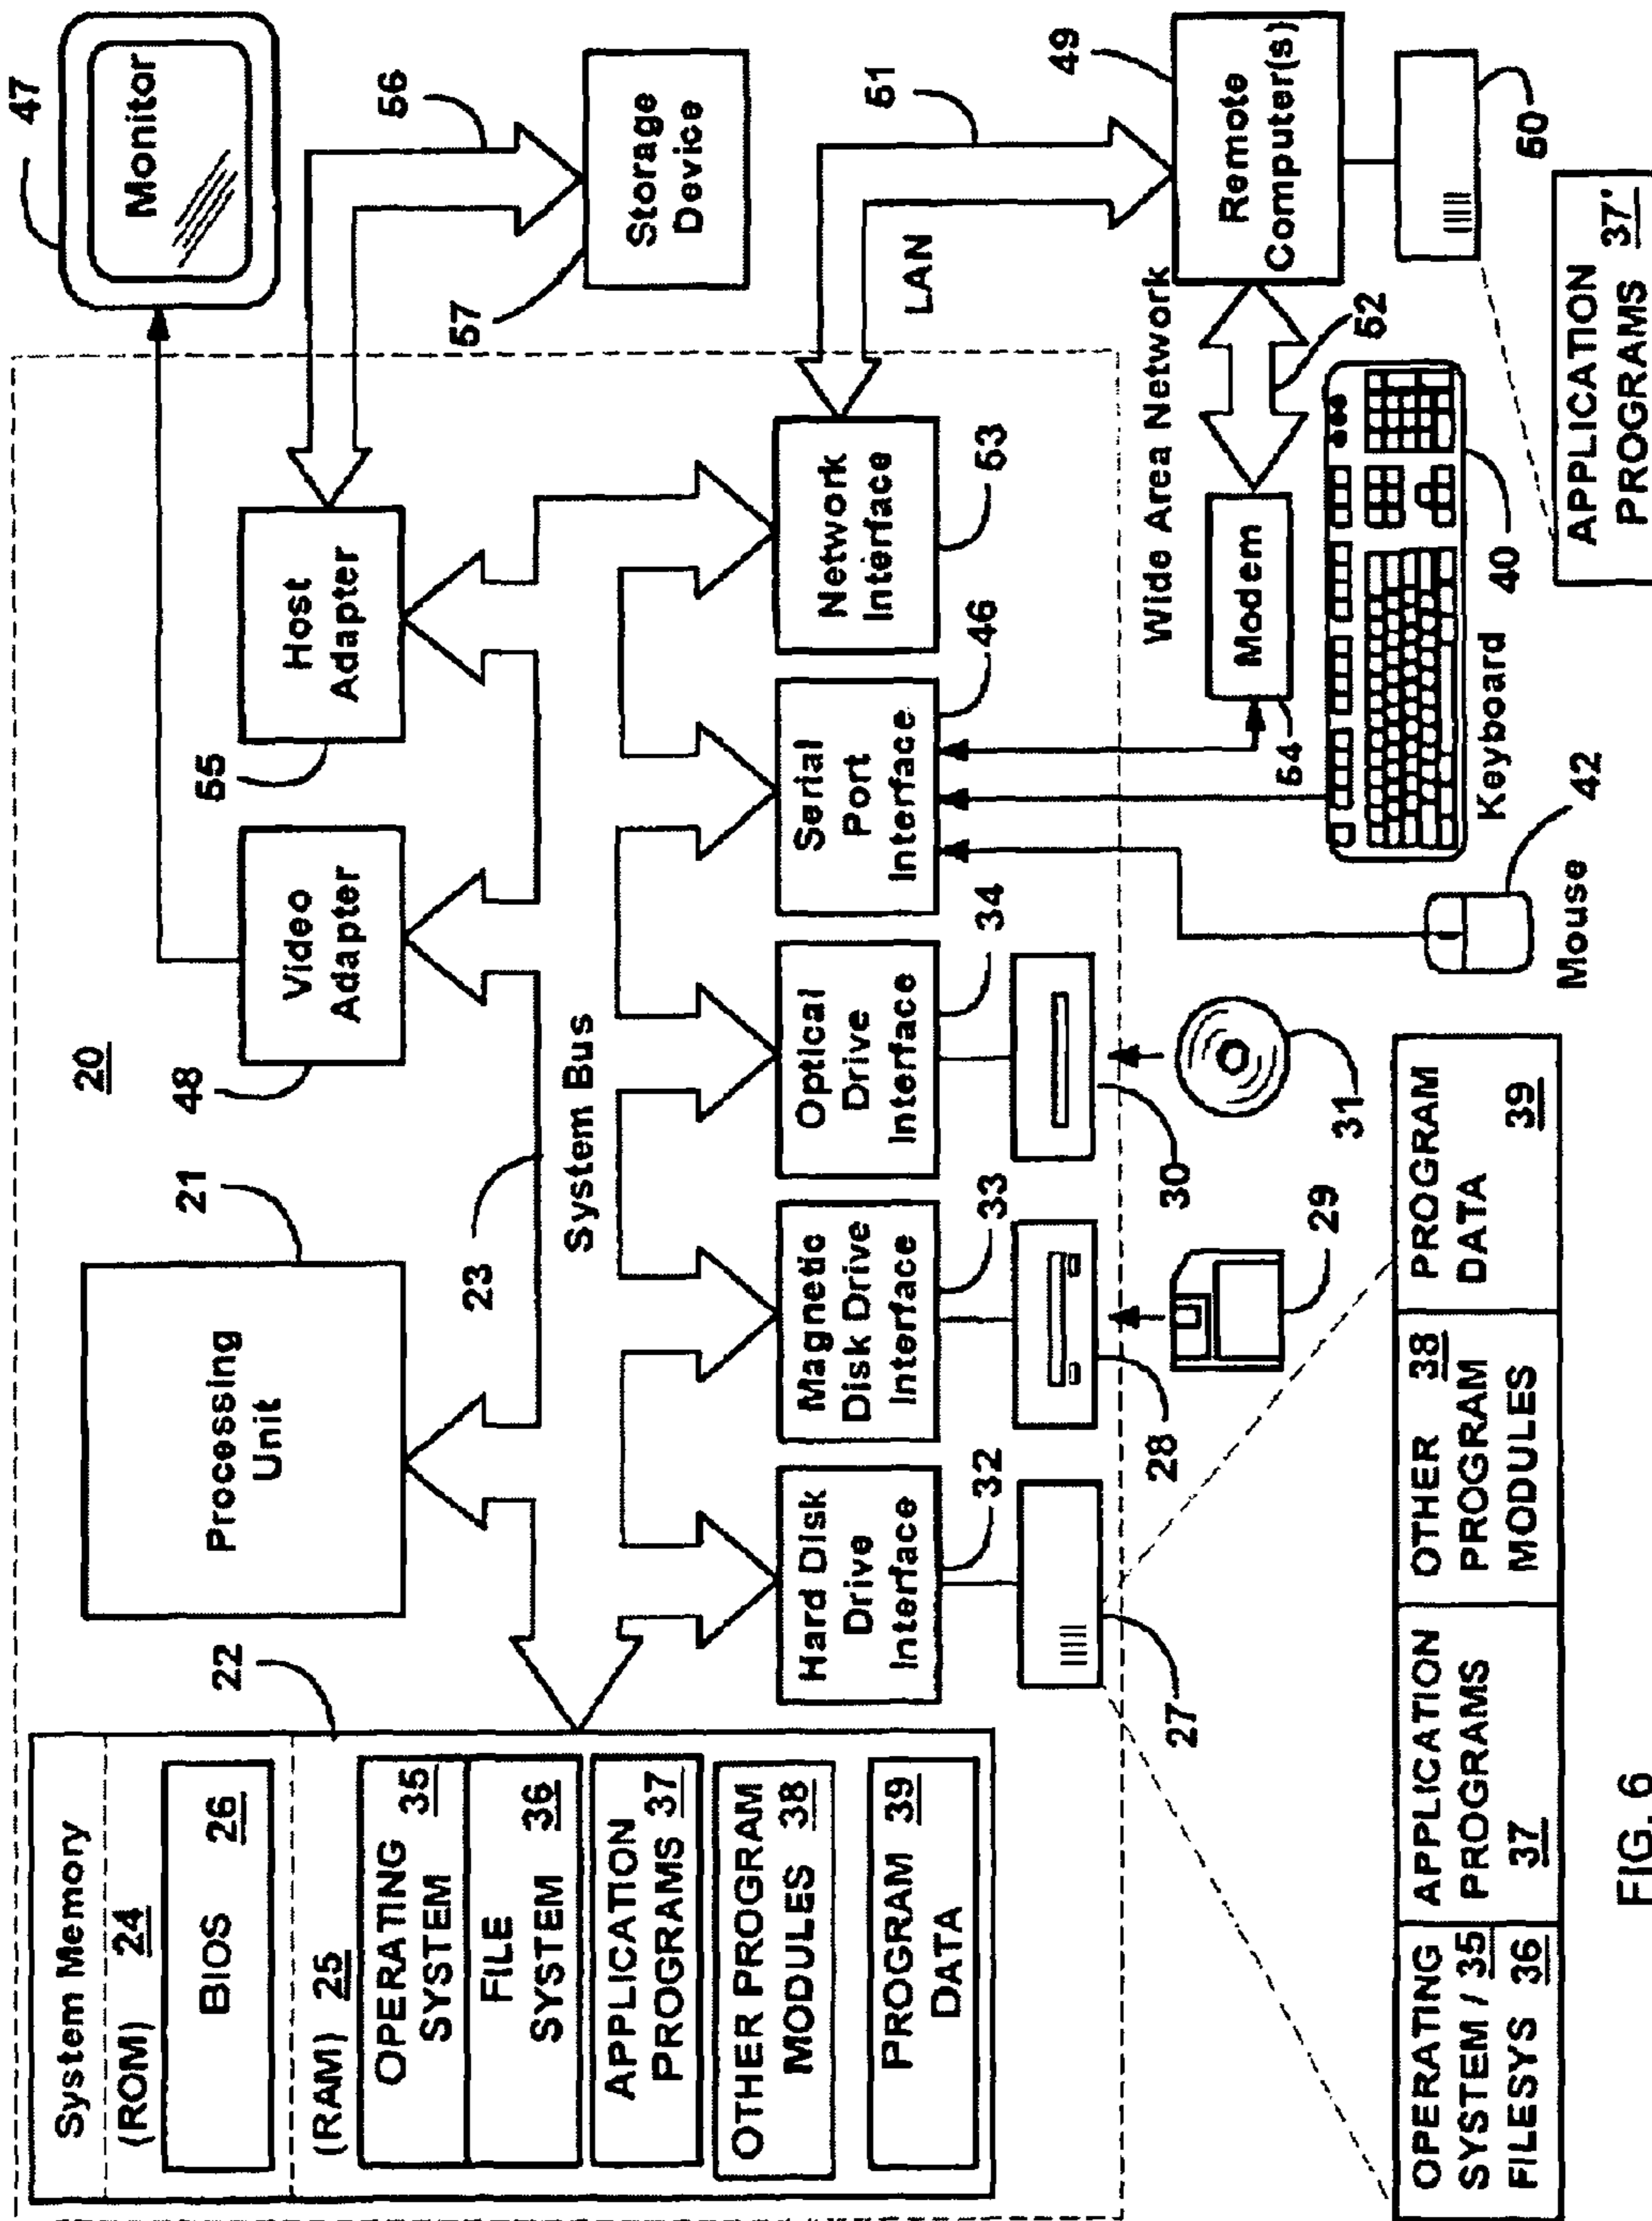 47
Monitor
20
System Memory
(ROM) 24
BIOS 26
(RAM) 25
OPERATING
SYSTEM 35
FILE
SYSTEM 36
APPLICATION
PROGRAMS 37
OTHER PROGRAM
MODULES 38
PROGRAM 39
DATA
22
Processing
Unit
21
48
Video
Adapter
55
Host
Adapter
56
57
Storage
Device
23
System Bus
Hard Disk
Drive
Interface
32
Magnetic
Disk Drive
Interface
33
Optical
Drive
Interface
34
Serial
Port
Interface
46
Network
Interface
53
LAN
51
27
28
29
30
31
Wide Area Network
Modem
54
52
49
Remote
Computer(s)
50
Keyboard
40
Mouse
42
OPERATING
SYSTEM / 35
FILESYS 36
APPLICATION
PROGRAMS
37
OTHER 38
PROGRAM
MODULES
PROGRAM
DATA
39
APPLICATION
PROGRAMS 37'
FIG. 6